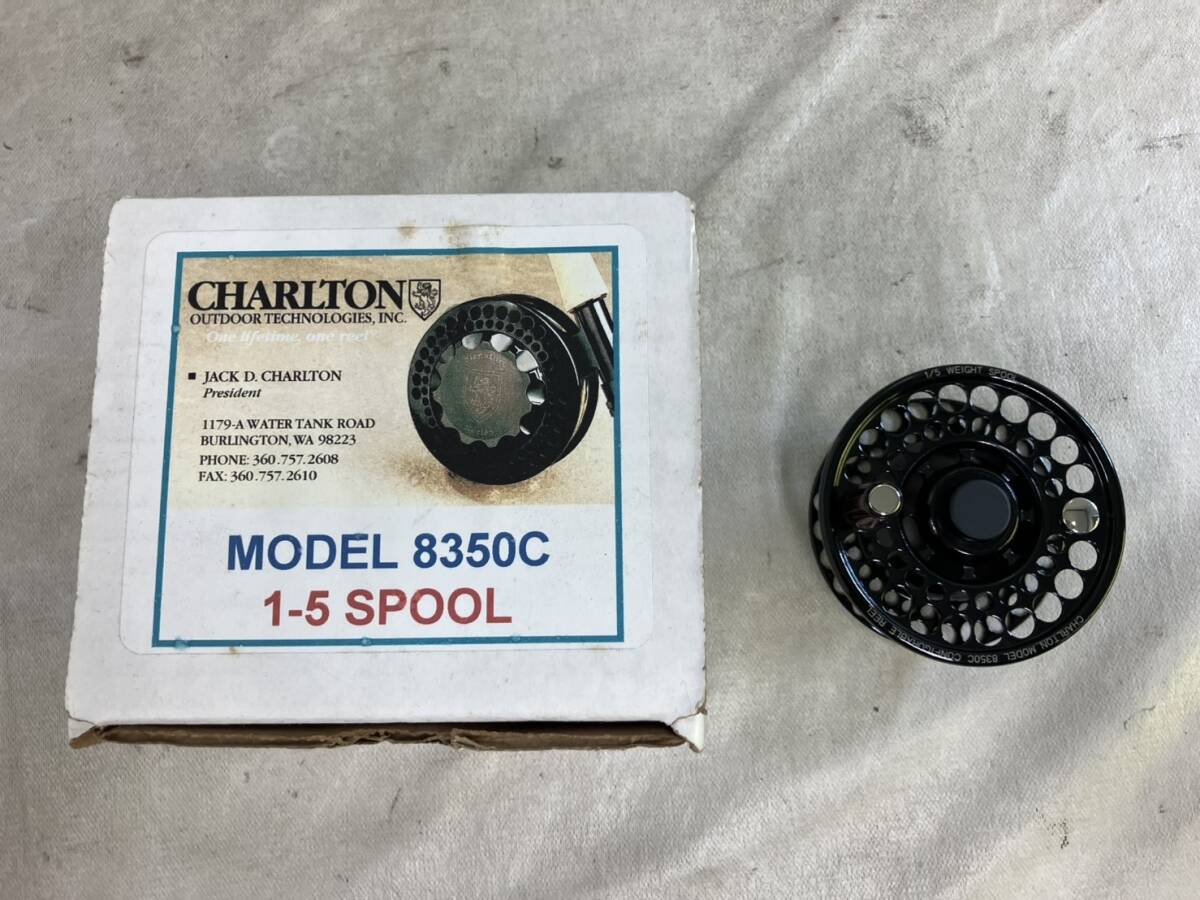 CHARLTON
OUTDOOR TECHNOLOGIES, INC.
One lifetime, one reel
■ JACK D. CHARLTON
President
1179-A WATER TANK ROAD
BURLINGTON, WA 98223
PHONE: 360.757.2608
FAX: 360.757.2610
MODEL 8350C
1-5 SPOOL
1/5 WEIGHT SPOOL
CHARLTON MODEL 8350C CONFIGURABLE REEL